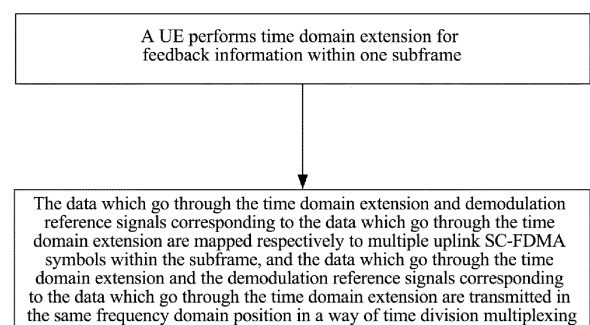 A UE performs time domain extension for
feedback information within one subframe
The data which go through the time domain extension and demodulation
reference signals corresponding to the data which go through the time
domain extension are mapped respectively to multiple uplink SC-FDMA
symbols within the subframe, and the data which go through the time
domain extension and the demodulation reference signals corresponding
to the data which go through the time domain extension are transmitted in
the same frequency domain position in a way of time division multiplexing